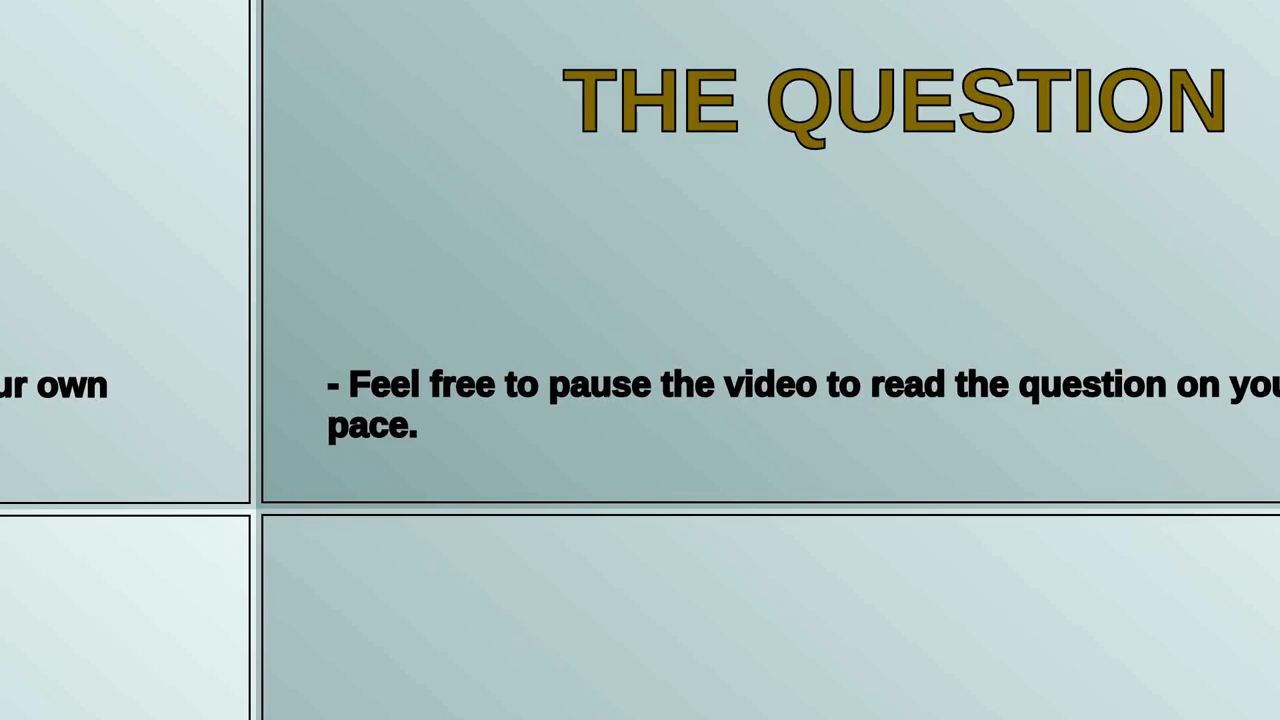 THE QUESTION
ur own
- Feel free to pause the video to read the question on you
pace.